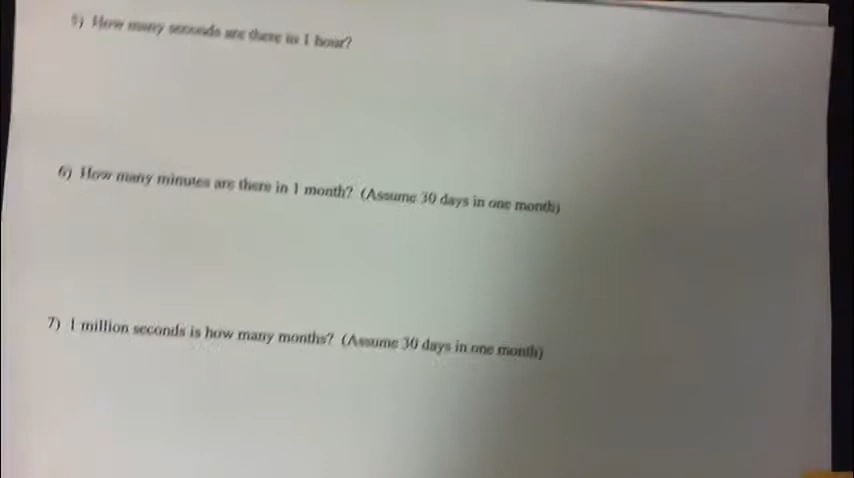 5) How many seconds are there in 1 hour?
6) How many minutes are there in 1 month? (Assume 30 days in one month)
7) 1 million seconds is how many months? (Assume 30 days in one month)